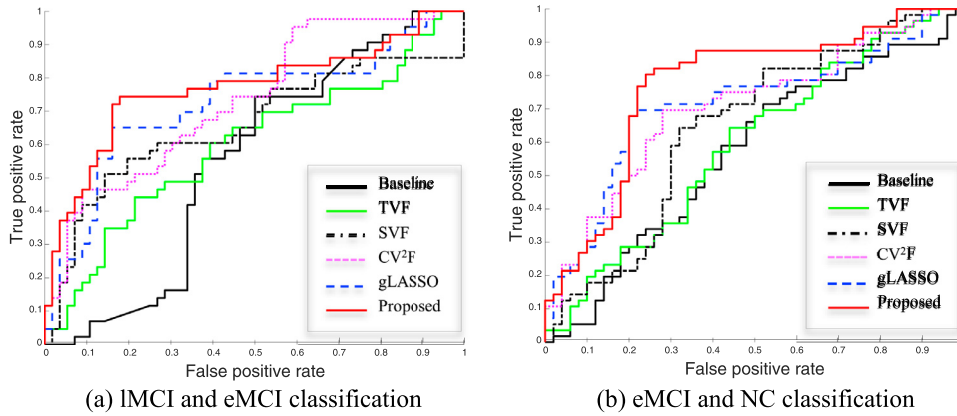 1
0.9
0.8
0.7
0.6
0.5
0.4
0.3
0.2
0.1
0
True positive rate
0 0.1 0.2 0.3 0.4 0.5 0.6 0.7 0.8 0.9 1
False positive rate
Baseline
TVF
SVF
CV²F
gLASSO
Proposed
(a) lMCI and eMCI classification
1
0.9
0.8
0.7
0.6
0.5
0.4
0.3
0.2
0.1
0
True positive rate
0 0.1 0.2 0.3 0.4 0.5 0.6 0.7 0.8 0.9
False positive rate
Baseline
TVF
SVF
CV²F
gLASSO
Proposed
(b) eMCI and NC classification